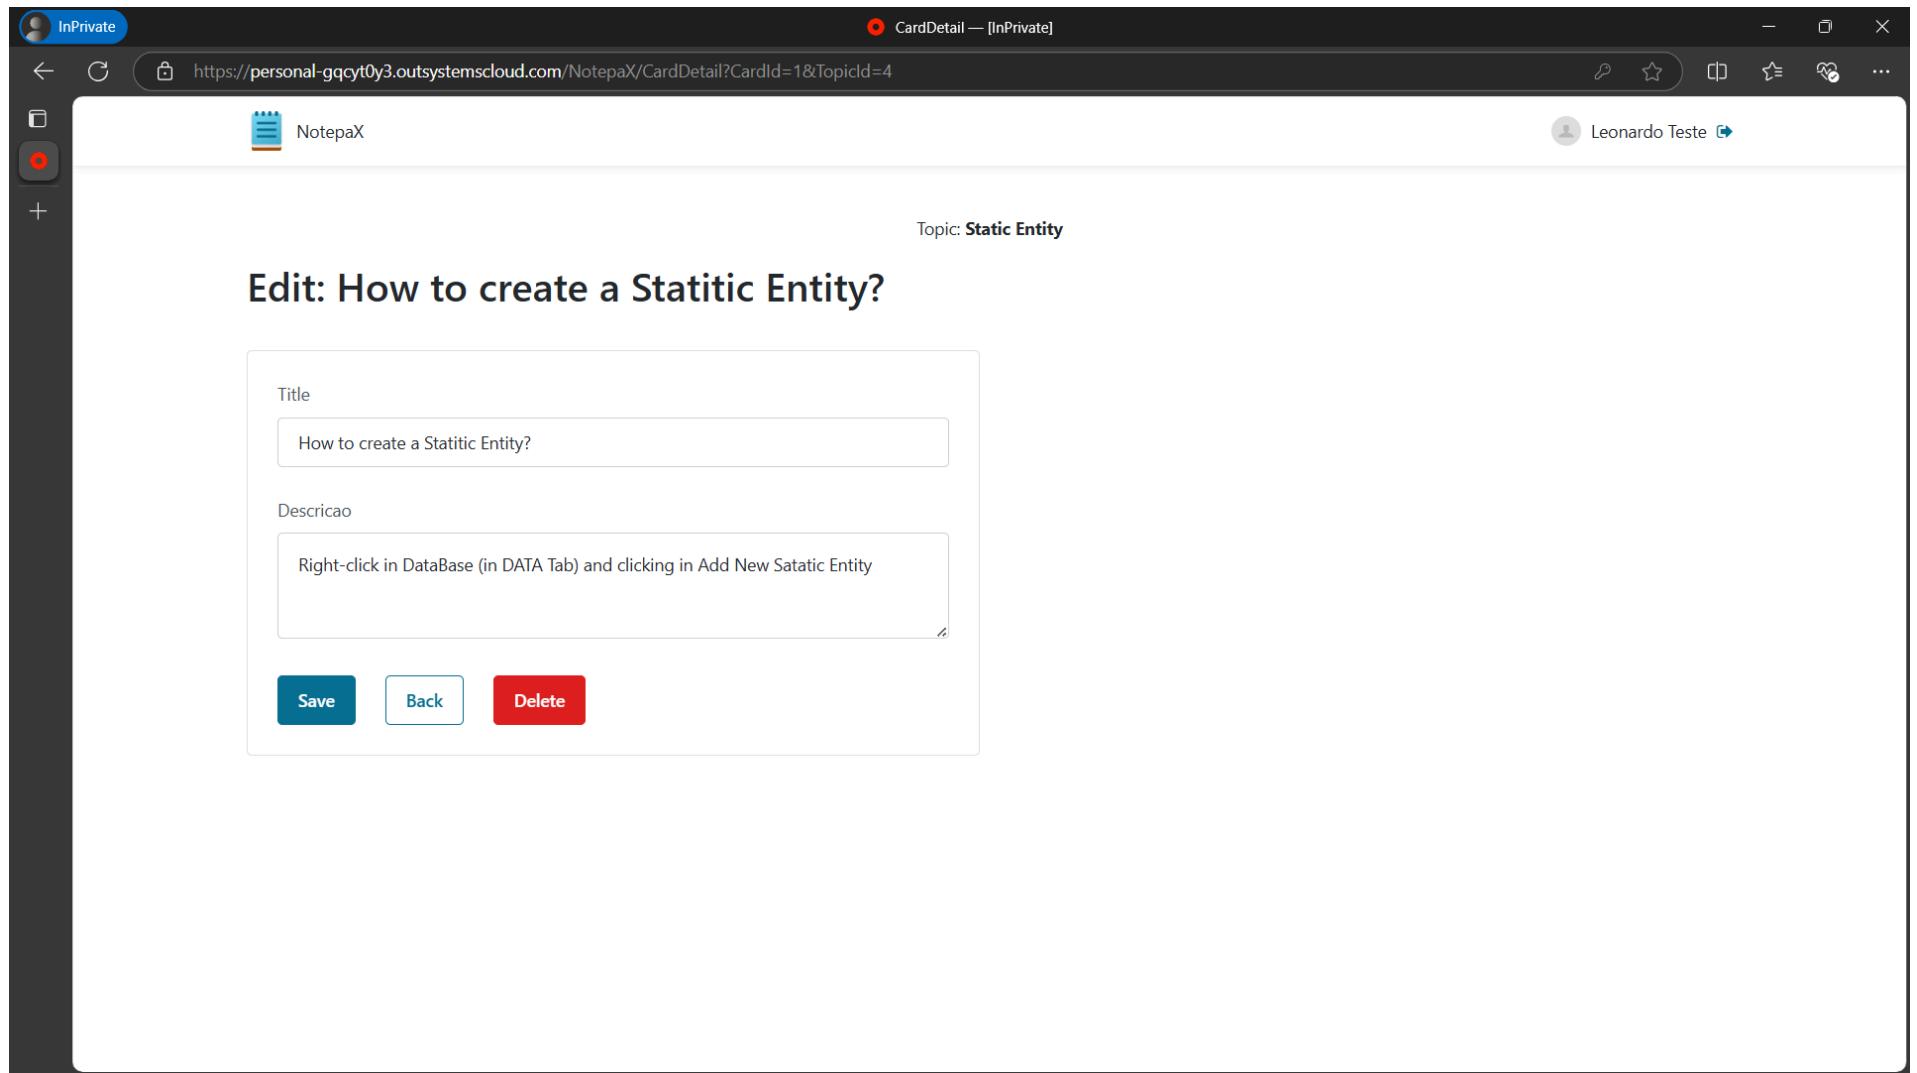 InPrivate
CardDetail — [InPrivate]
https://personal-gqcyt0y3.outsystemscloud.com/NotepaX/CardDetail?CardId=1&TopicId=4
NotepaX
Leonardo Teste
Topic: Static Entity
Edit: How to create a Statitic Entity?
Title
How to create a Statitic Entity?
Descricao
Right-click in DataBase (in DATA Tab) and clicking in Add New Satatic Entity
Save Back Delete